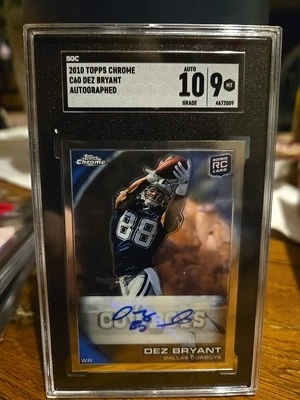 SGC
2010 TOPPS CHROME
C60 DEZ BRYANT
AUTOGRAPHED
AUTO
10
GRADE
9
MT
4673509
Topps
Chrome
ROOKIE
RC
CARD
88
COWBOYS
DEZ BRYANT
DALLAS COWBOYS
WR